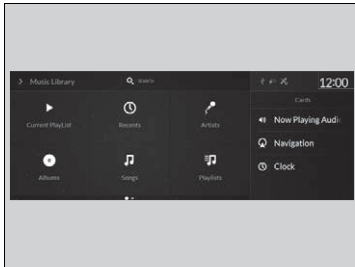 Music Library
Search
12:00
Cards
Current PlayList
Recents
Artists
Now Playing Audi
Navigation
Albums
Songs
Playlists
Clock